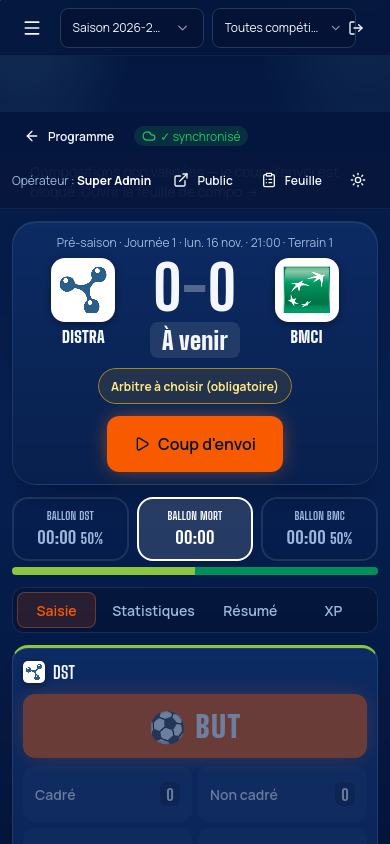 Saison 2026-2...
Toutes compéti...
Programme
✓ synchronisé
Opérateur : Super Admin
Public
Feuille
Pré-saison · Journée 1 · lun. 16 nov. · 21:00 · Terrain 1
0-0
DISTRA
BMCI
À venir
Arbitre à choisir (obligatoire)
Coup d'envoi
BALLON DST
00:00 50%
BALLON MORT
00:00
BALLON BMC
00:00 50%
Saisie
Statistiques
Résumé
XP
DST
BUT
Cadré
0
Non cadré
0